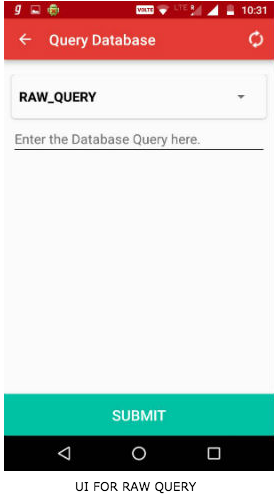 g VOLTE LTE R 10:31
Query Database
RAW_QUERY
Enter the Database Query here.
SUBMIT
UI FOR RAW QUERY